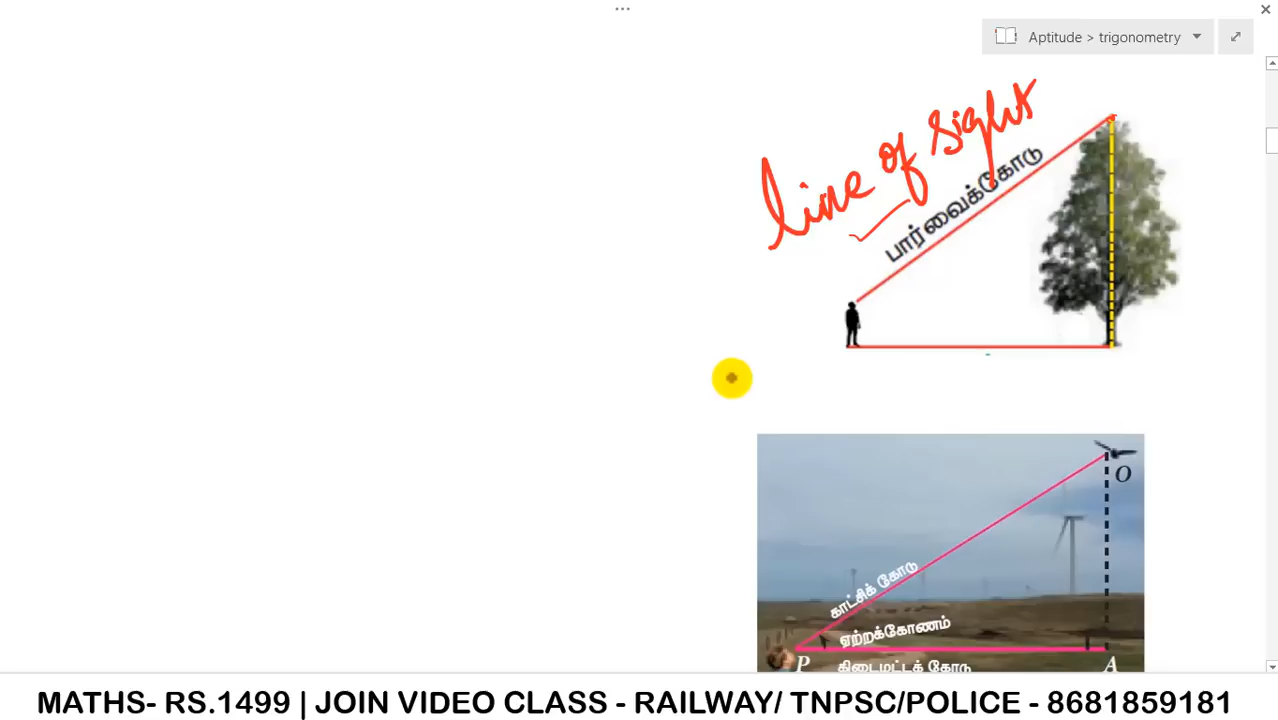 Aptitude > trigonometry
line of sight
பார்வைக்கோடு
O
காட்சிக் கோடு
ஏற்றக்கோணம்
P
A
கிடைமட்டக் கோடு
MATHS- RS.1499 | JOIN VIDEO CLASS - RAILWAY/ TNPSC/POLICE - 8681859181